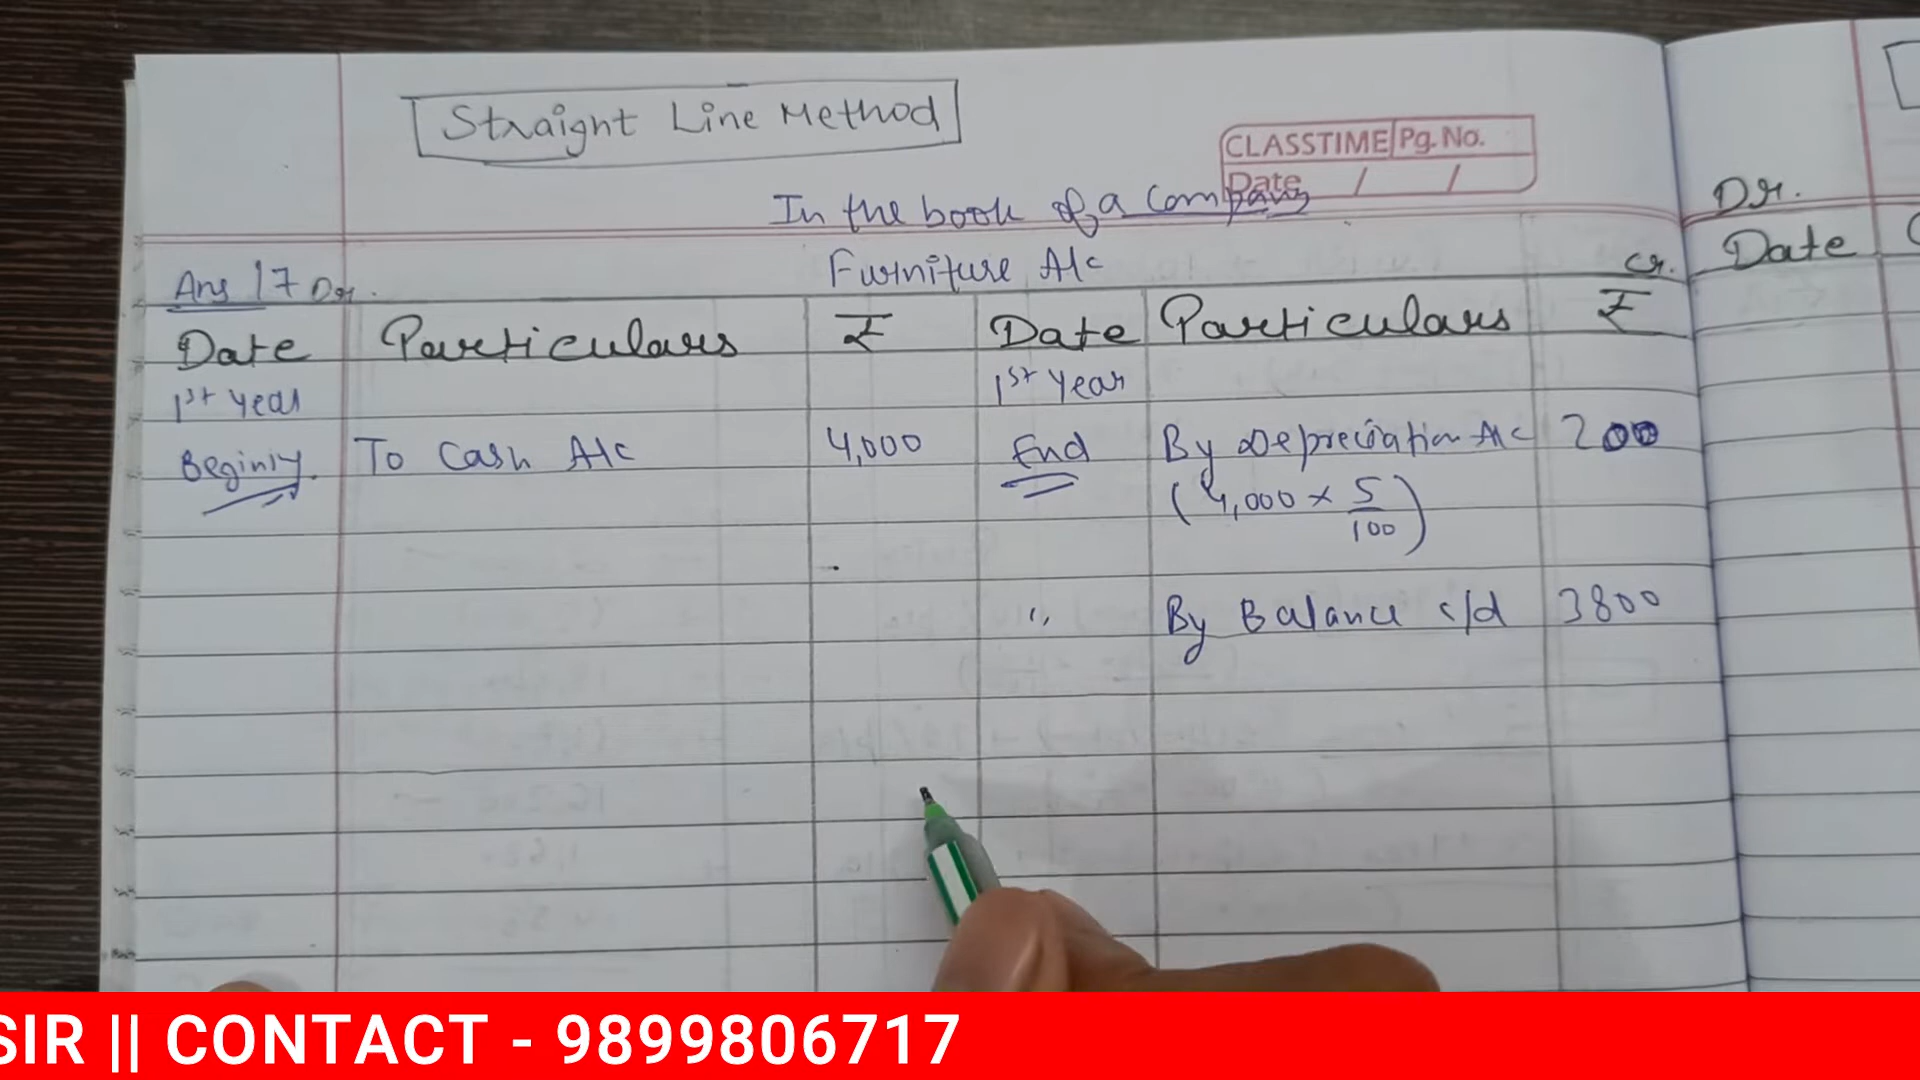 Straight Line Method
CLASSTIME Pg. No.
Date / /
In the book of a Company
Ans 17 Dr. Furniture A/c Cr.
Date Particulars ₹ Date Particulars ₹
1st Year 1st Year
Begining To Cash A/c 4,000 End By Depreciation A/c 200
(4,000 × 5/100)
" By Balance c/d 3800
Dr.
Date
SIR || CONTACT - 9899806717